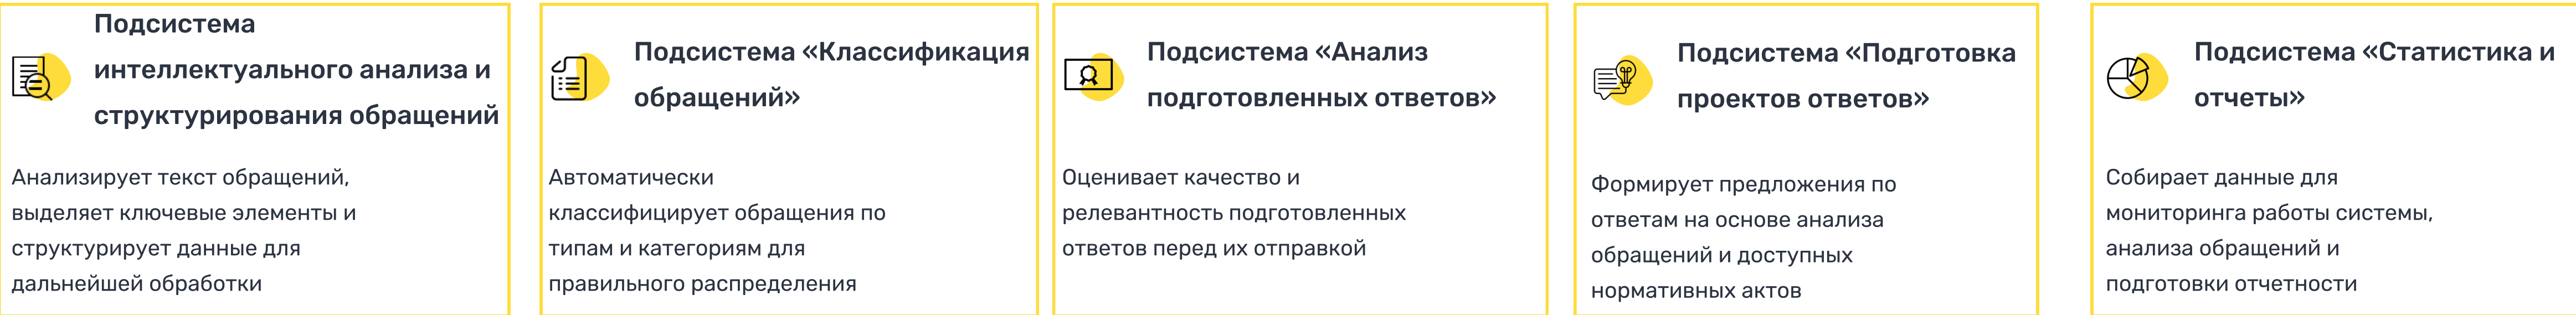 Подсистема
интеллектуального анализа и
структурирования обращений
Анализирует текст обращений,
выделяет ключевые элементы и
структурирует данные для
дальнейшей обработки
Подсистема «Классификация
обращений»
Автоматически
классифицирует обращения по
типам и категориям для
правильного распределения
Подсистема «Анализ
подготовленных ответов»
Оценивает качество и
релевантность подготовленных
ответов перед их отправкой
Подсистема «Подготовка
проектов ответов»
Формирует предложения по
ответам на основе анализа
обращений и доступных
нормативных актов
Подсистема «Статистика и
отчеты»
Собирает данные для
мониторинга работы системы,
анализа обращений и
подготовки отчетности